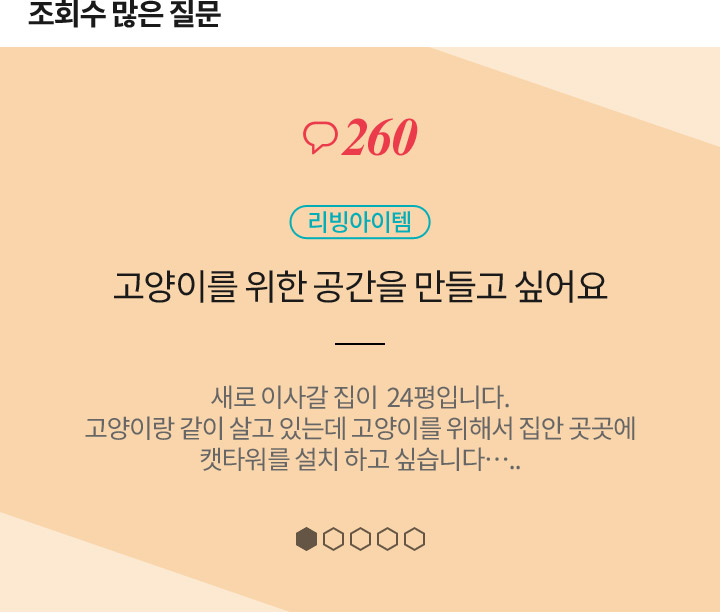 조회수 많은 질문
260
리빙아이템
고양이를 위한 공간을 만들고 싶어요
새로 이사갈 집이 24평입니다.
고양이랑 같이 살고 있는데 고양이를 위해서 집안 곳곳에
캣타워를 설치 하고 싶습니다…..